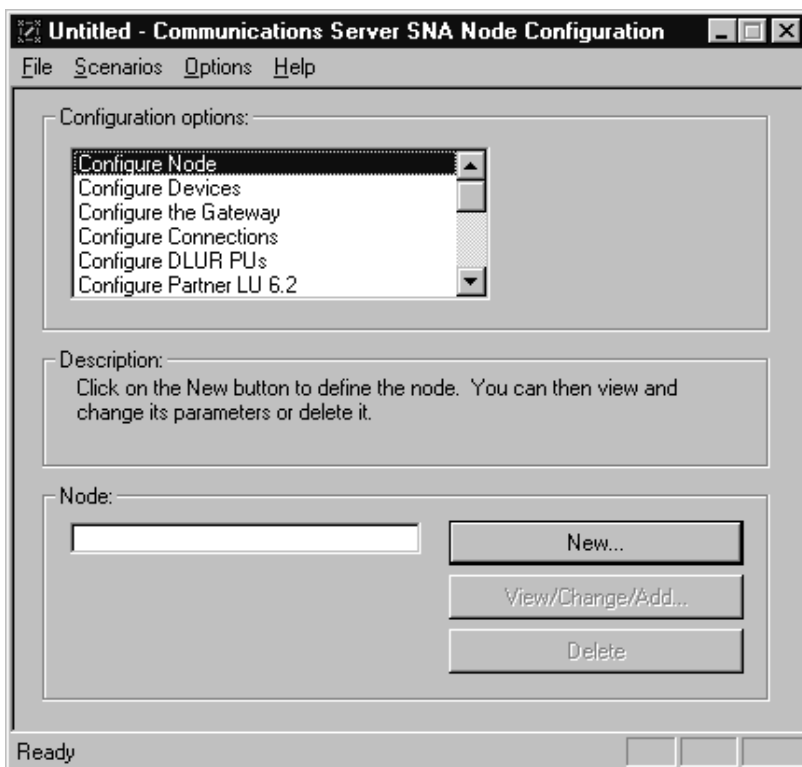 Untitled - Communications Server SNA Node Configuration
File Scenarios Options Help
Configuration options:
Configure Node
Configure Devices
Configure the Gateway
Configure Connections
Configure DLUR PUs
Configure Partner LU 6.2
Description:
Click on the New button to define the node. You can then view and
change its parameters or delete it.
Node:
New...
View/Change/Add...
Delete
Ready